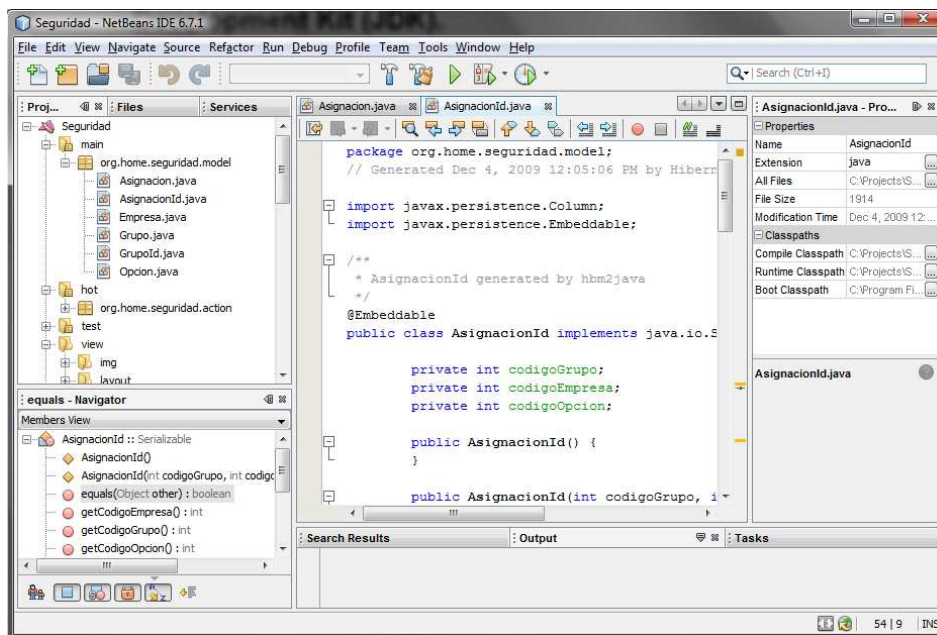 Development Kit (JDK).
Seguridad - NetBeans IDE 6.7.1
File Edit View Navigate Source Refactor Run Debug Profile Team Tools Window Help
Search (Ctrl+I)
Proj... Files Services
Seguridad
main
org.home.seguridad.model
Asignacion.java
AsignacionId.java
Empresa.java
Grupo.java
GrupoId.java
Opcion.java
hot
org.home.seguridad.action
test
view
img
layout
equals - Navigator
Members View
AsignacionId :: Serializable
AsignacionId()
AsignacionId(int codigoGrupo, int codigo
equals(Object other) : boolean
getCodigoEmpresa() : int
getCodigoGrupo() : int
getCodigoOpcion() : int
Asignacion.java AsignacionId.java
package org.home.seguridad.model;
// Generated Dec 4, 2009 12:05:06 PM by Hibern
import javax.persistence.Column;
import javax.persistence.Embeddable;
/**
* AsignacionId generated by hbm2java
*/
@Embeddable
public class AsignacionId implements java.io.S
private int codigoGrupo;
private int codigoEmpresa;
private int codigoOpcion;
public AsignacionId() {
}
public AsignacionId(int codigoGrupo, i
AsignacionId.java - Pro...
Properties
Name AsignacionId
Extension java
All Files C:\Projects\S...
File Size 1914
Modification Time Dec 4, 2009 12:...
Classpaths
Compile Classpath C:\Projects\S...
Runtime Classpath C:\Projects\S...
Boot Classpath C:\Program Fi...
AsignacionId.java
Search Results Output Tasks
54|9 INS